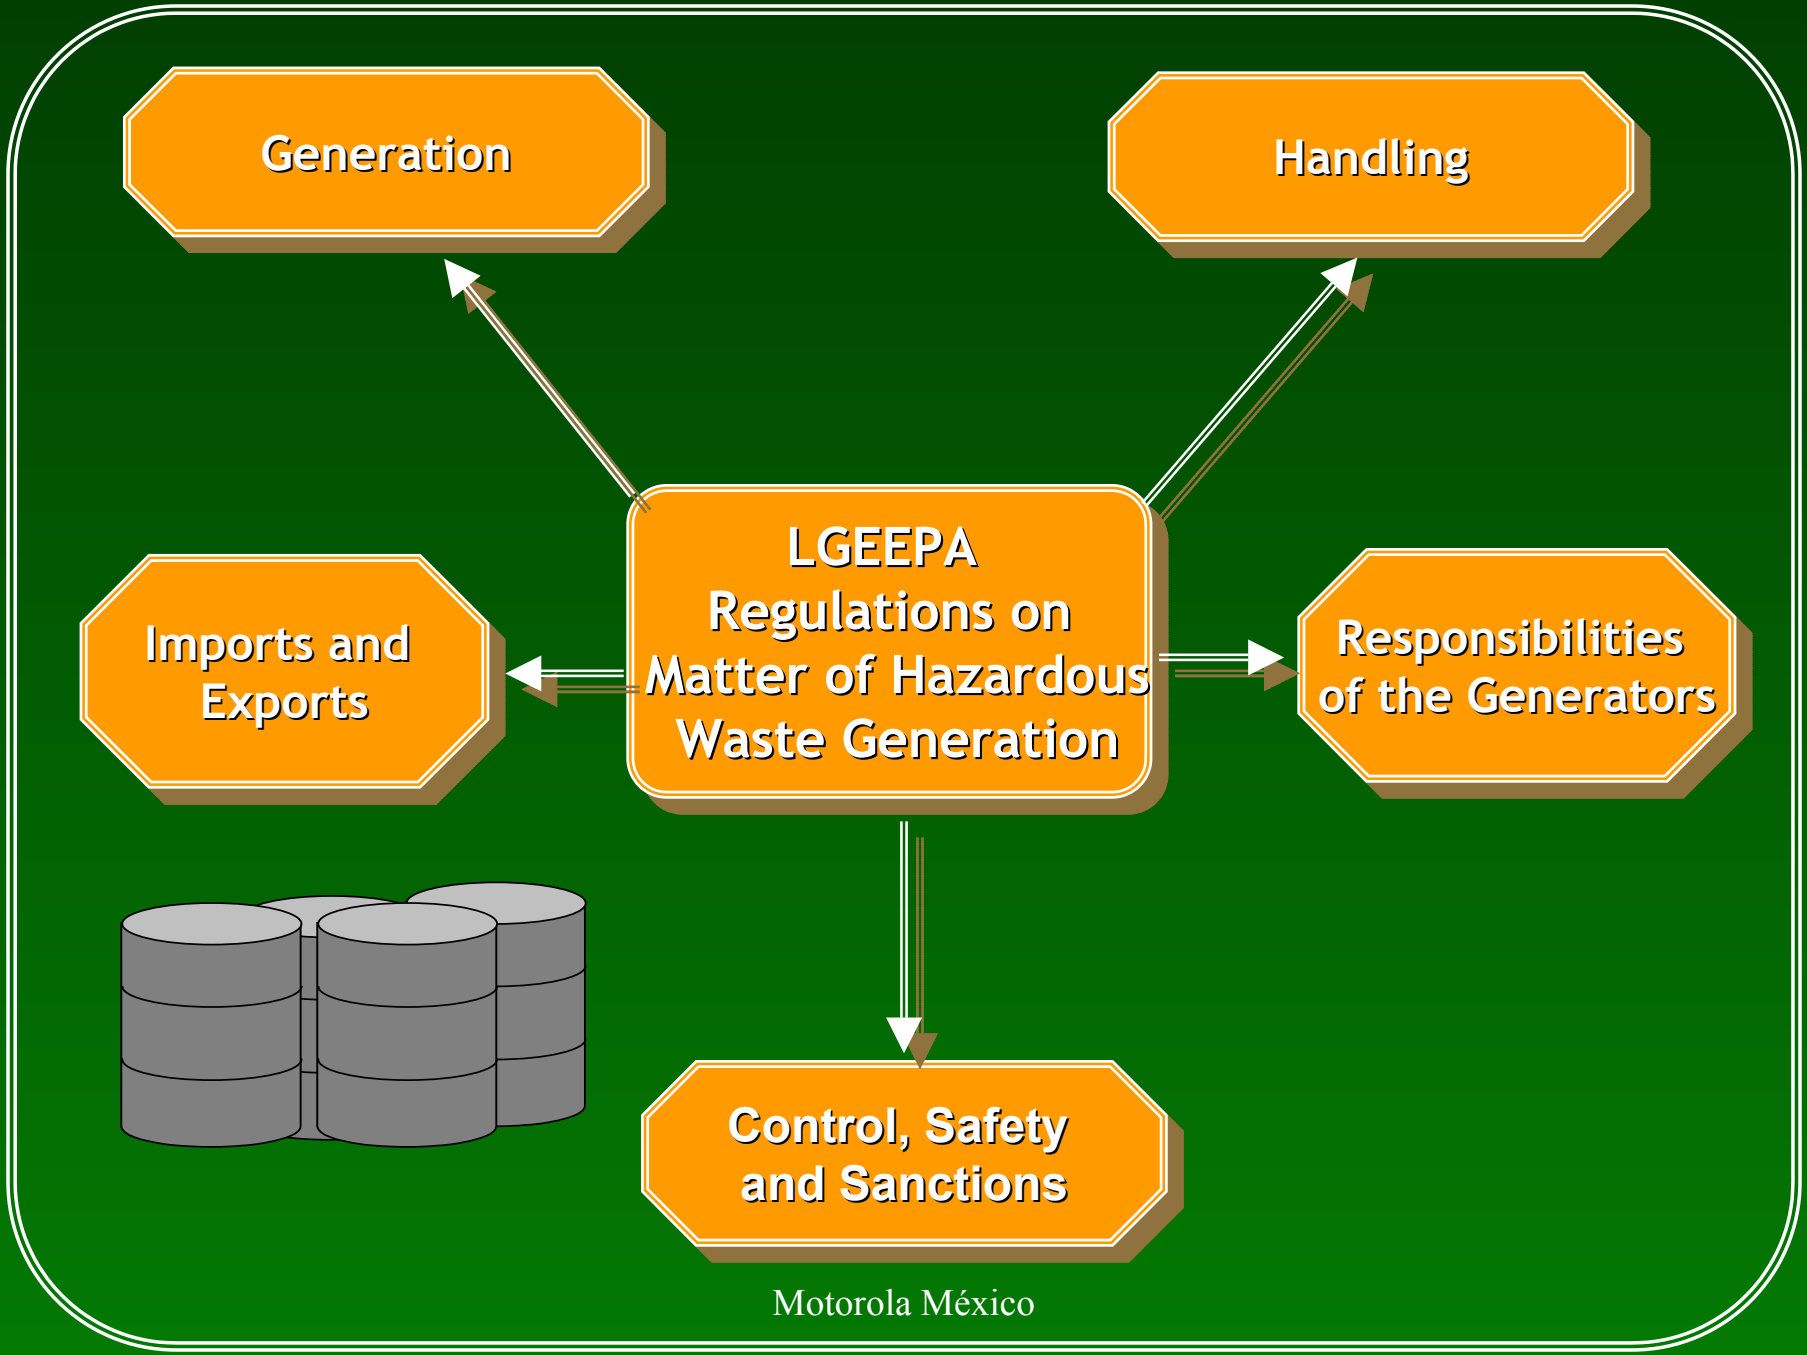 Generation
Handling
LGEEPA
Regulations on
Matter of Hazardous
Waste Generation
Imports and
Exports
Responsibilities
of the Generators
Control, Safety
and Sanctions
Motorola México